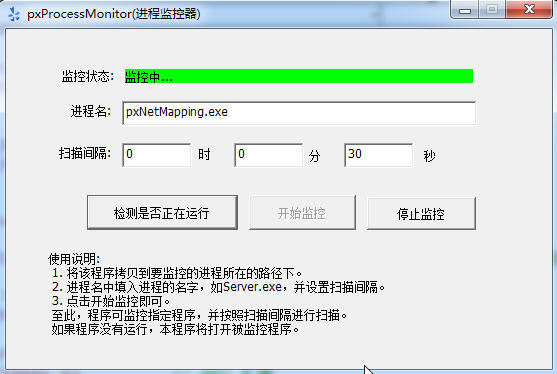 pxProcessMonitor(进程监控器)
监控状态: 监控中...
进程名: pxNetMapping.exe
扫描间隔: 0 时 0 分 30 秒
检测是否正在运行 开始监控 停止监控
使用说明:
1. 将该程序拷贝到要监控的进程所在的路径下。
2. 进程名中填入进程的名字，如Server.exe，并设置扫描间隔。
3. 点击开始监控即可。
至此，程序可监控指定程序，并按照扫描间隔进行扫描。
如果程序没有运行，本程序将打开被监控程序。